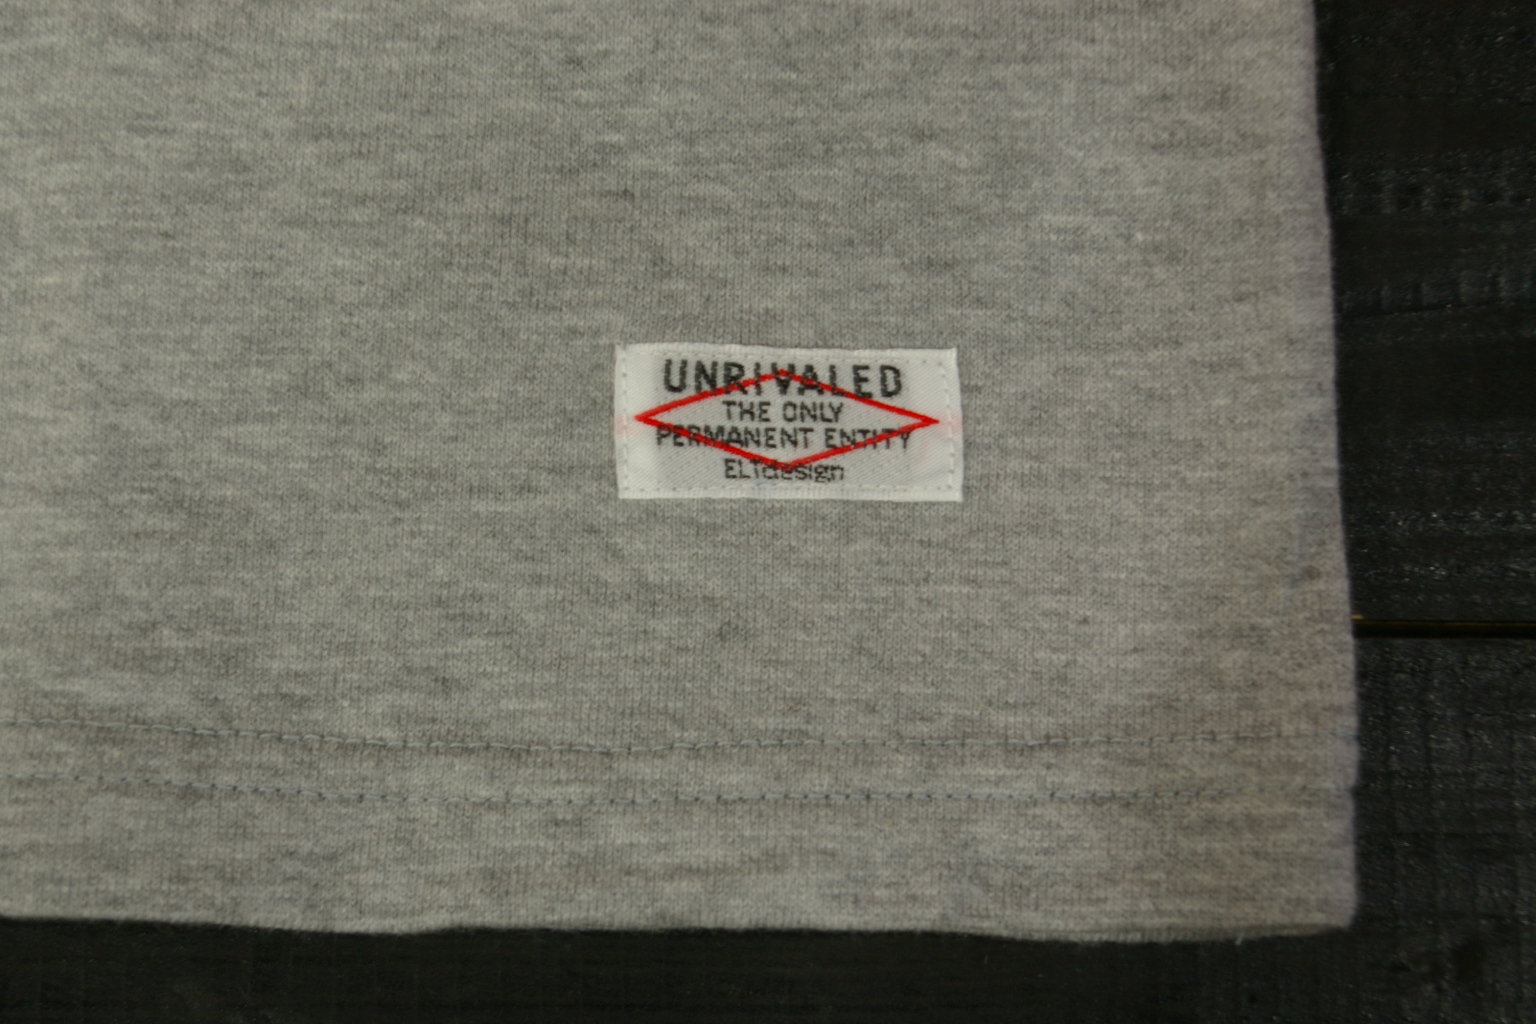 UNRIVALED
THE ONLY
PERMANENT ENTITY
ELTdesign